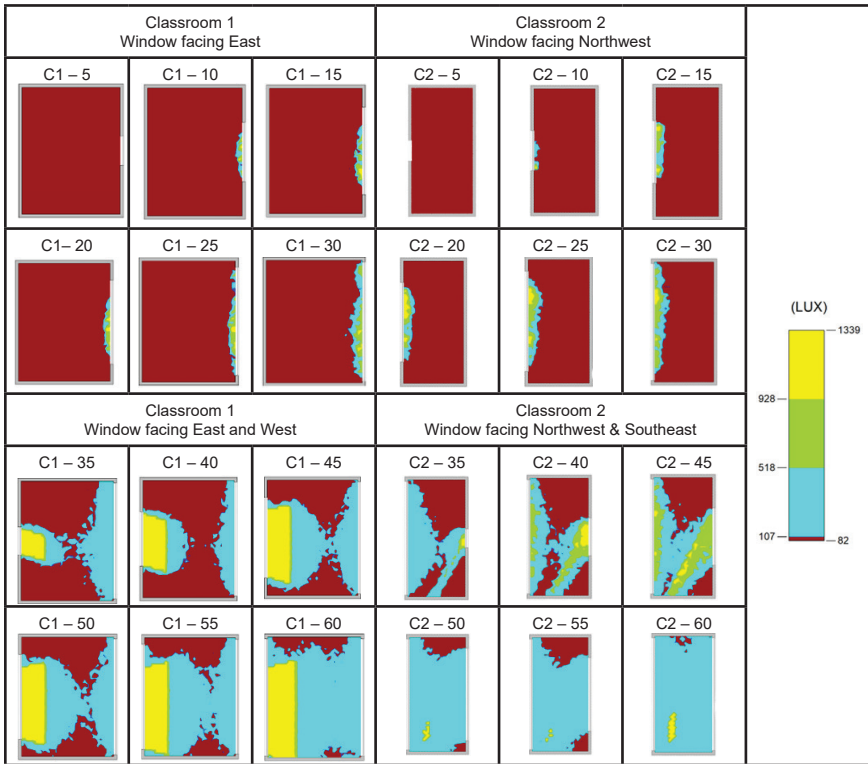 Classroom 1
Window facing East
Classroom 2
Window facing Northwest
C1 – 5
C1 – 10
C1 – 15
C2 – 5
C2 – 10
C2 – 15
C1– 20
C1 – 25
C1 – 30
C2 – 20
C2 – 25
C2 – 30
Classroom 1
Window facing East and West
Classroom 2
Window facing Northwest & Southeast
C1 – 35
C1 – 40
C1 – 45
C2 – 35
C2 – 40
C2 – 45
C1 – 50
C1 – 55
C1 – 60
C2 – 50
C2 – 55
C2 – 60
(LUX)
1339
928
518
107
82